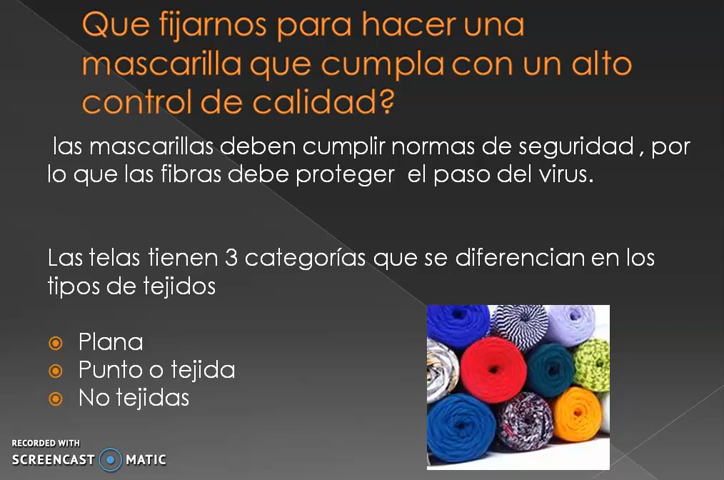 Que fijarnos para hacer una
mascarilla que cumpla con un alto
control de calidad?
las mascarillas deben cumplir normas de seguridad , por
lo que las fibras debe proteger el paso del virus.
Las telas tienen 3 categorías que se diferencian en los
tipos de tejidos
Plana
Punto o tejida
No tejidas
RECORDED WITH
SCREENCAST MATIC